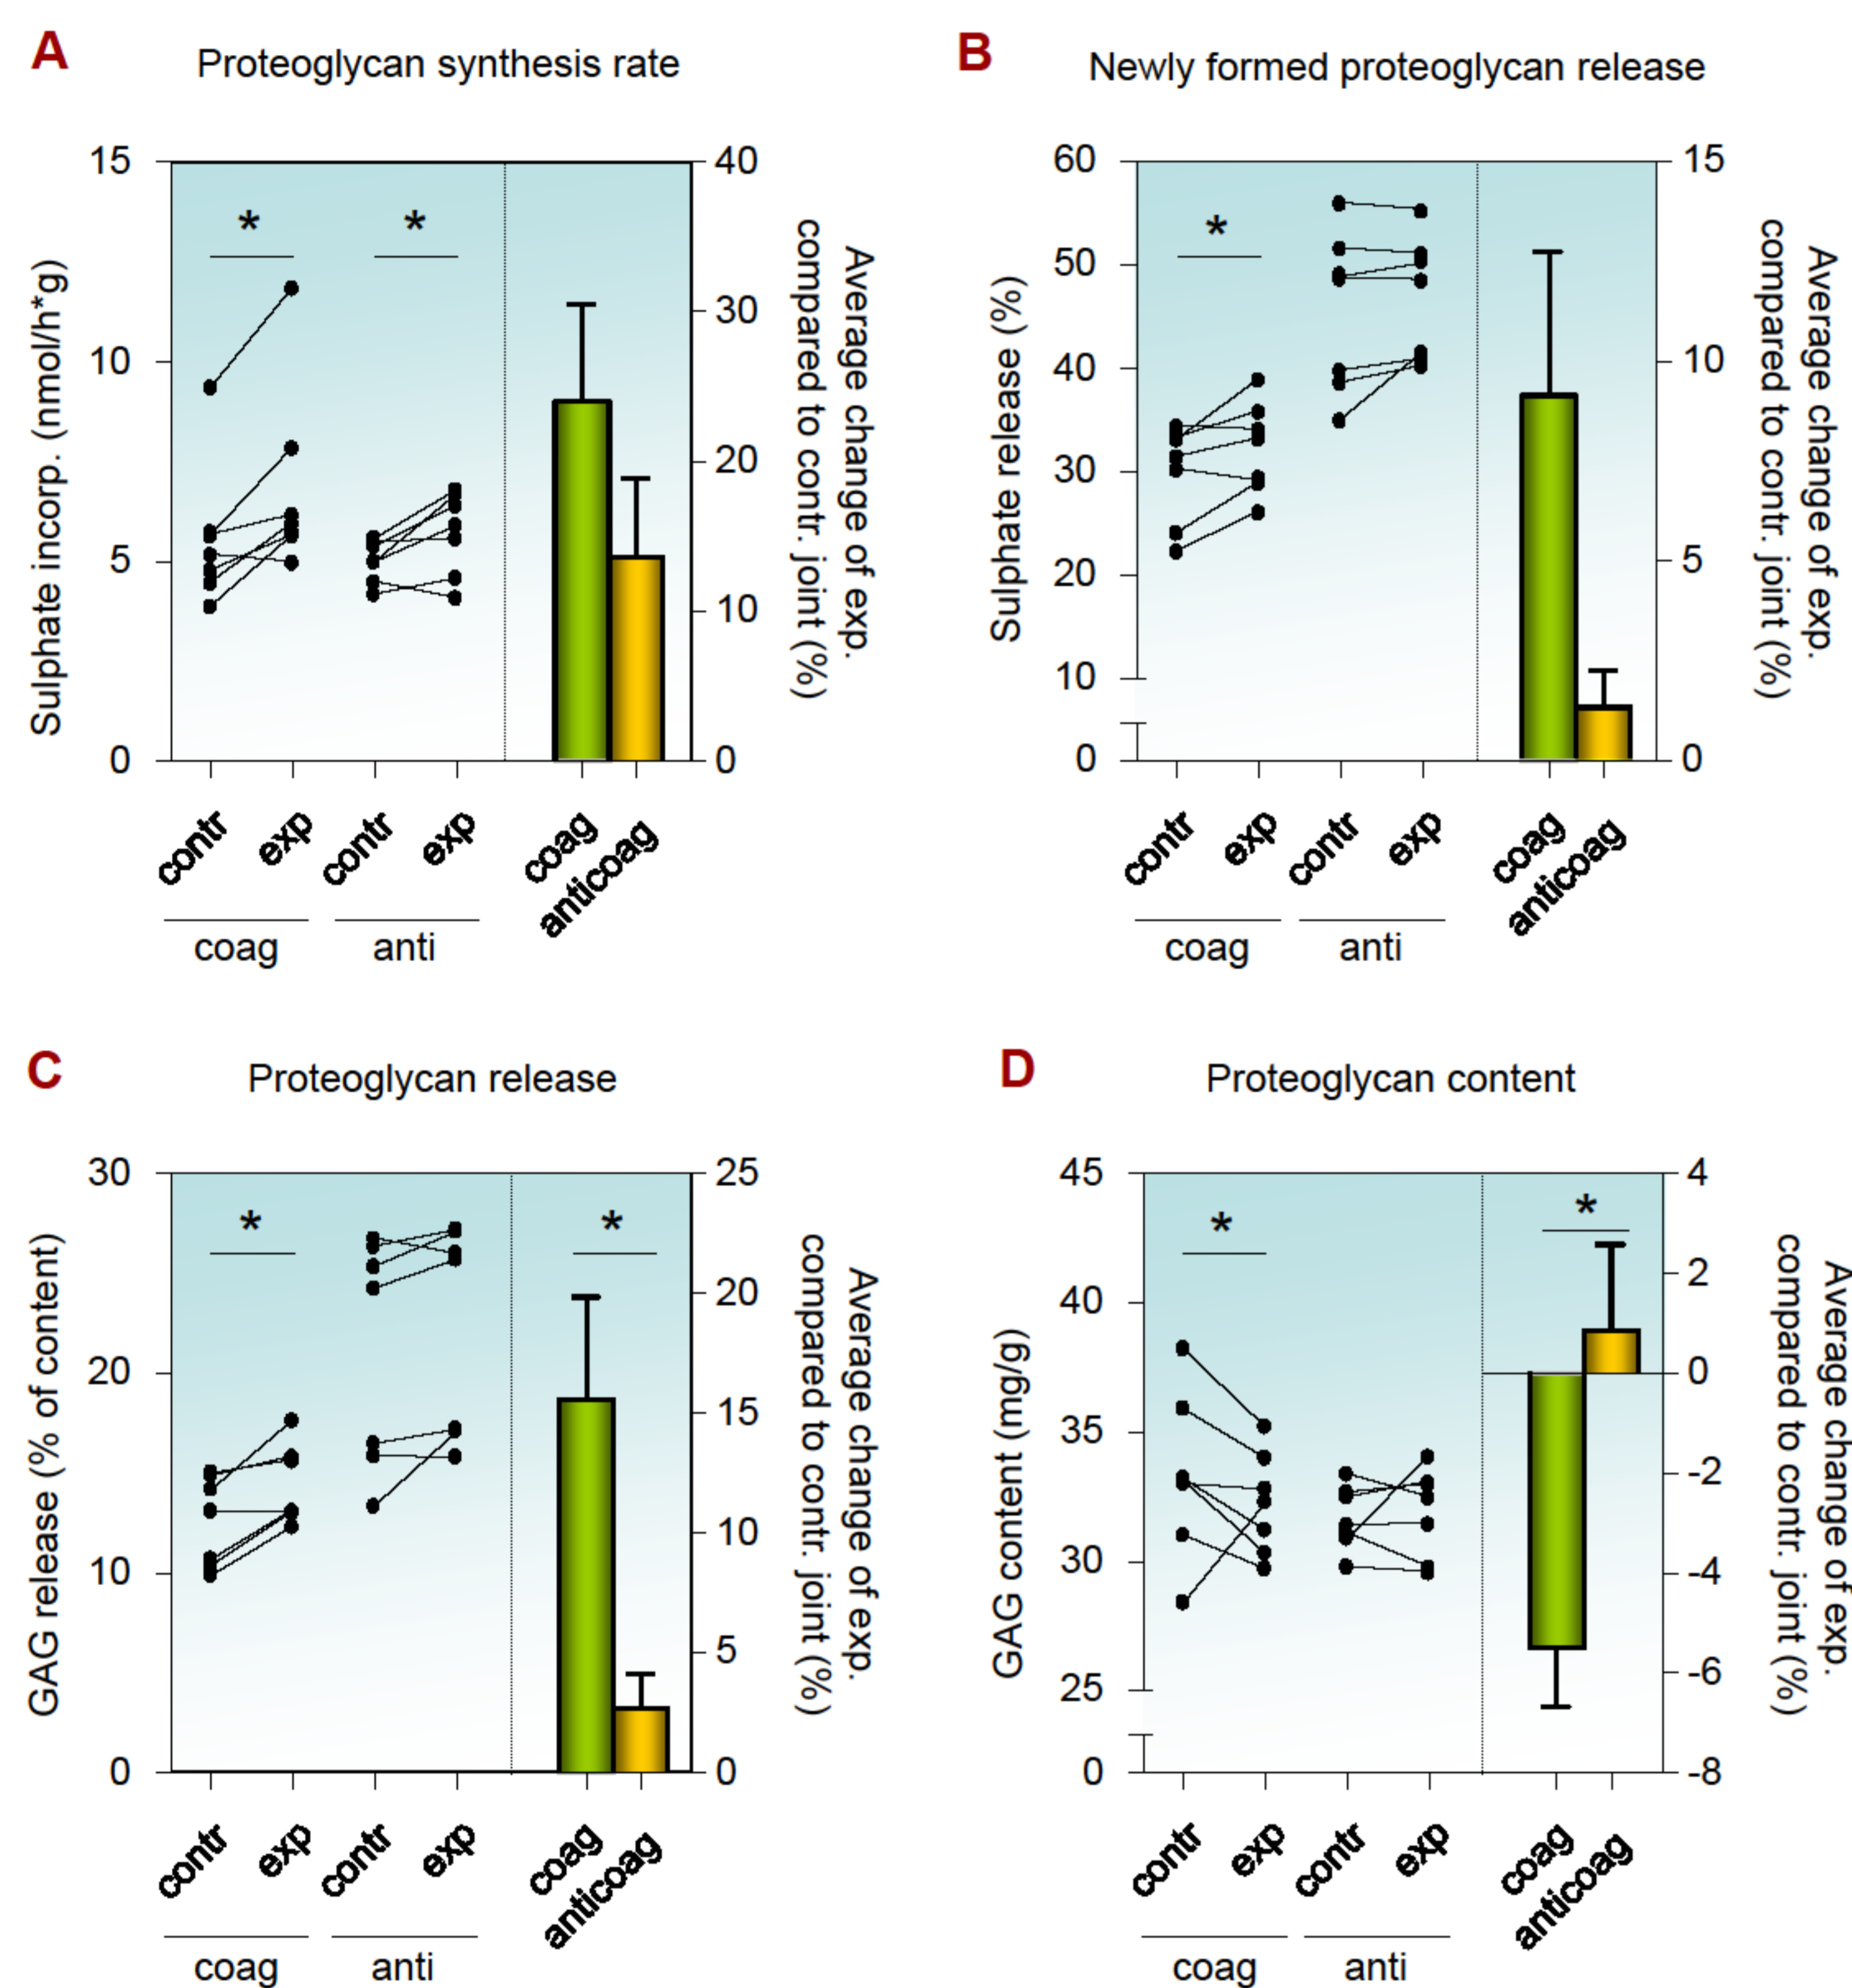 A
Proteoglycan synthesis rate
15
10
5
0
Sulphate incorp. (nmol/h*g)
*
*
40
30
20
10
0
Average change of exp.
compared to contr. joint (%)
contr
exp
contr
exp
coag
anticoag
coag
anti
B
Newly formed proteoglycan release
60
50
40
30
20
10
0
Sulphate release (%)
*
15
10
5
0
Average change of exp.
compared to contr. joint (%)
contr
exp
contr
exp
coag
anticoag
coag
anti
C
Proteoglycan release
30
20
10
0
GAG release (% of content)
*
*
25
20
15
10
5
0
Average change of exp.
compared to contr. joint (%)
contr
exp
contr
exp
coag
anticoag
coag
anti
D
Proteoglycan content
45
40
35
30
25
0
GAG content (mg/g)
*
*
4
2
0
-2
-4
-6
-8
Average change of exp.
compared to contr. joint (%)
contr
exp
contr
exp
coag
anticoag
coag
anti